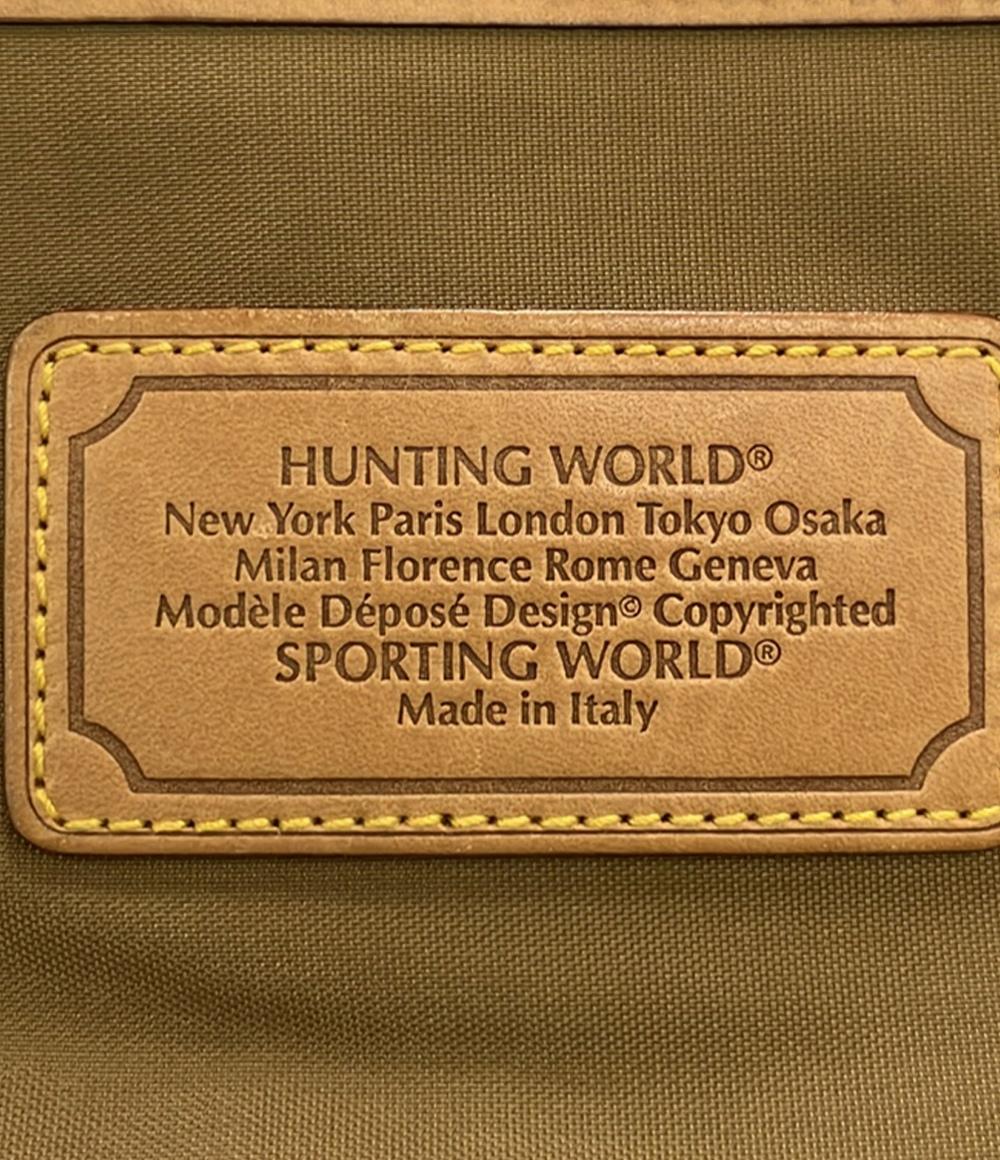 HUNTING WORLD®
New York Paris London Tokyo Osaka
Milan Florence Rome Geneva
Modèle Déposé Design© Copyrighted
SPORTING WORLD®
Made in Italy